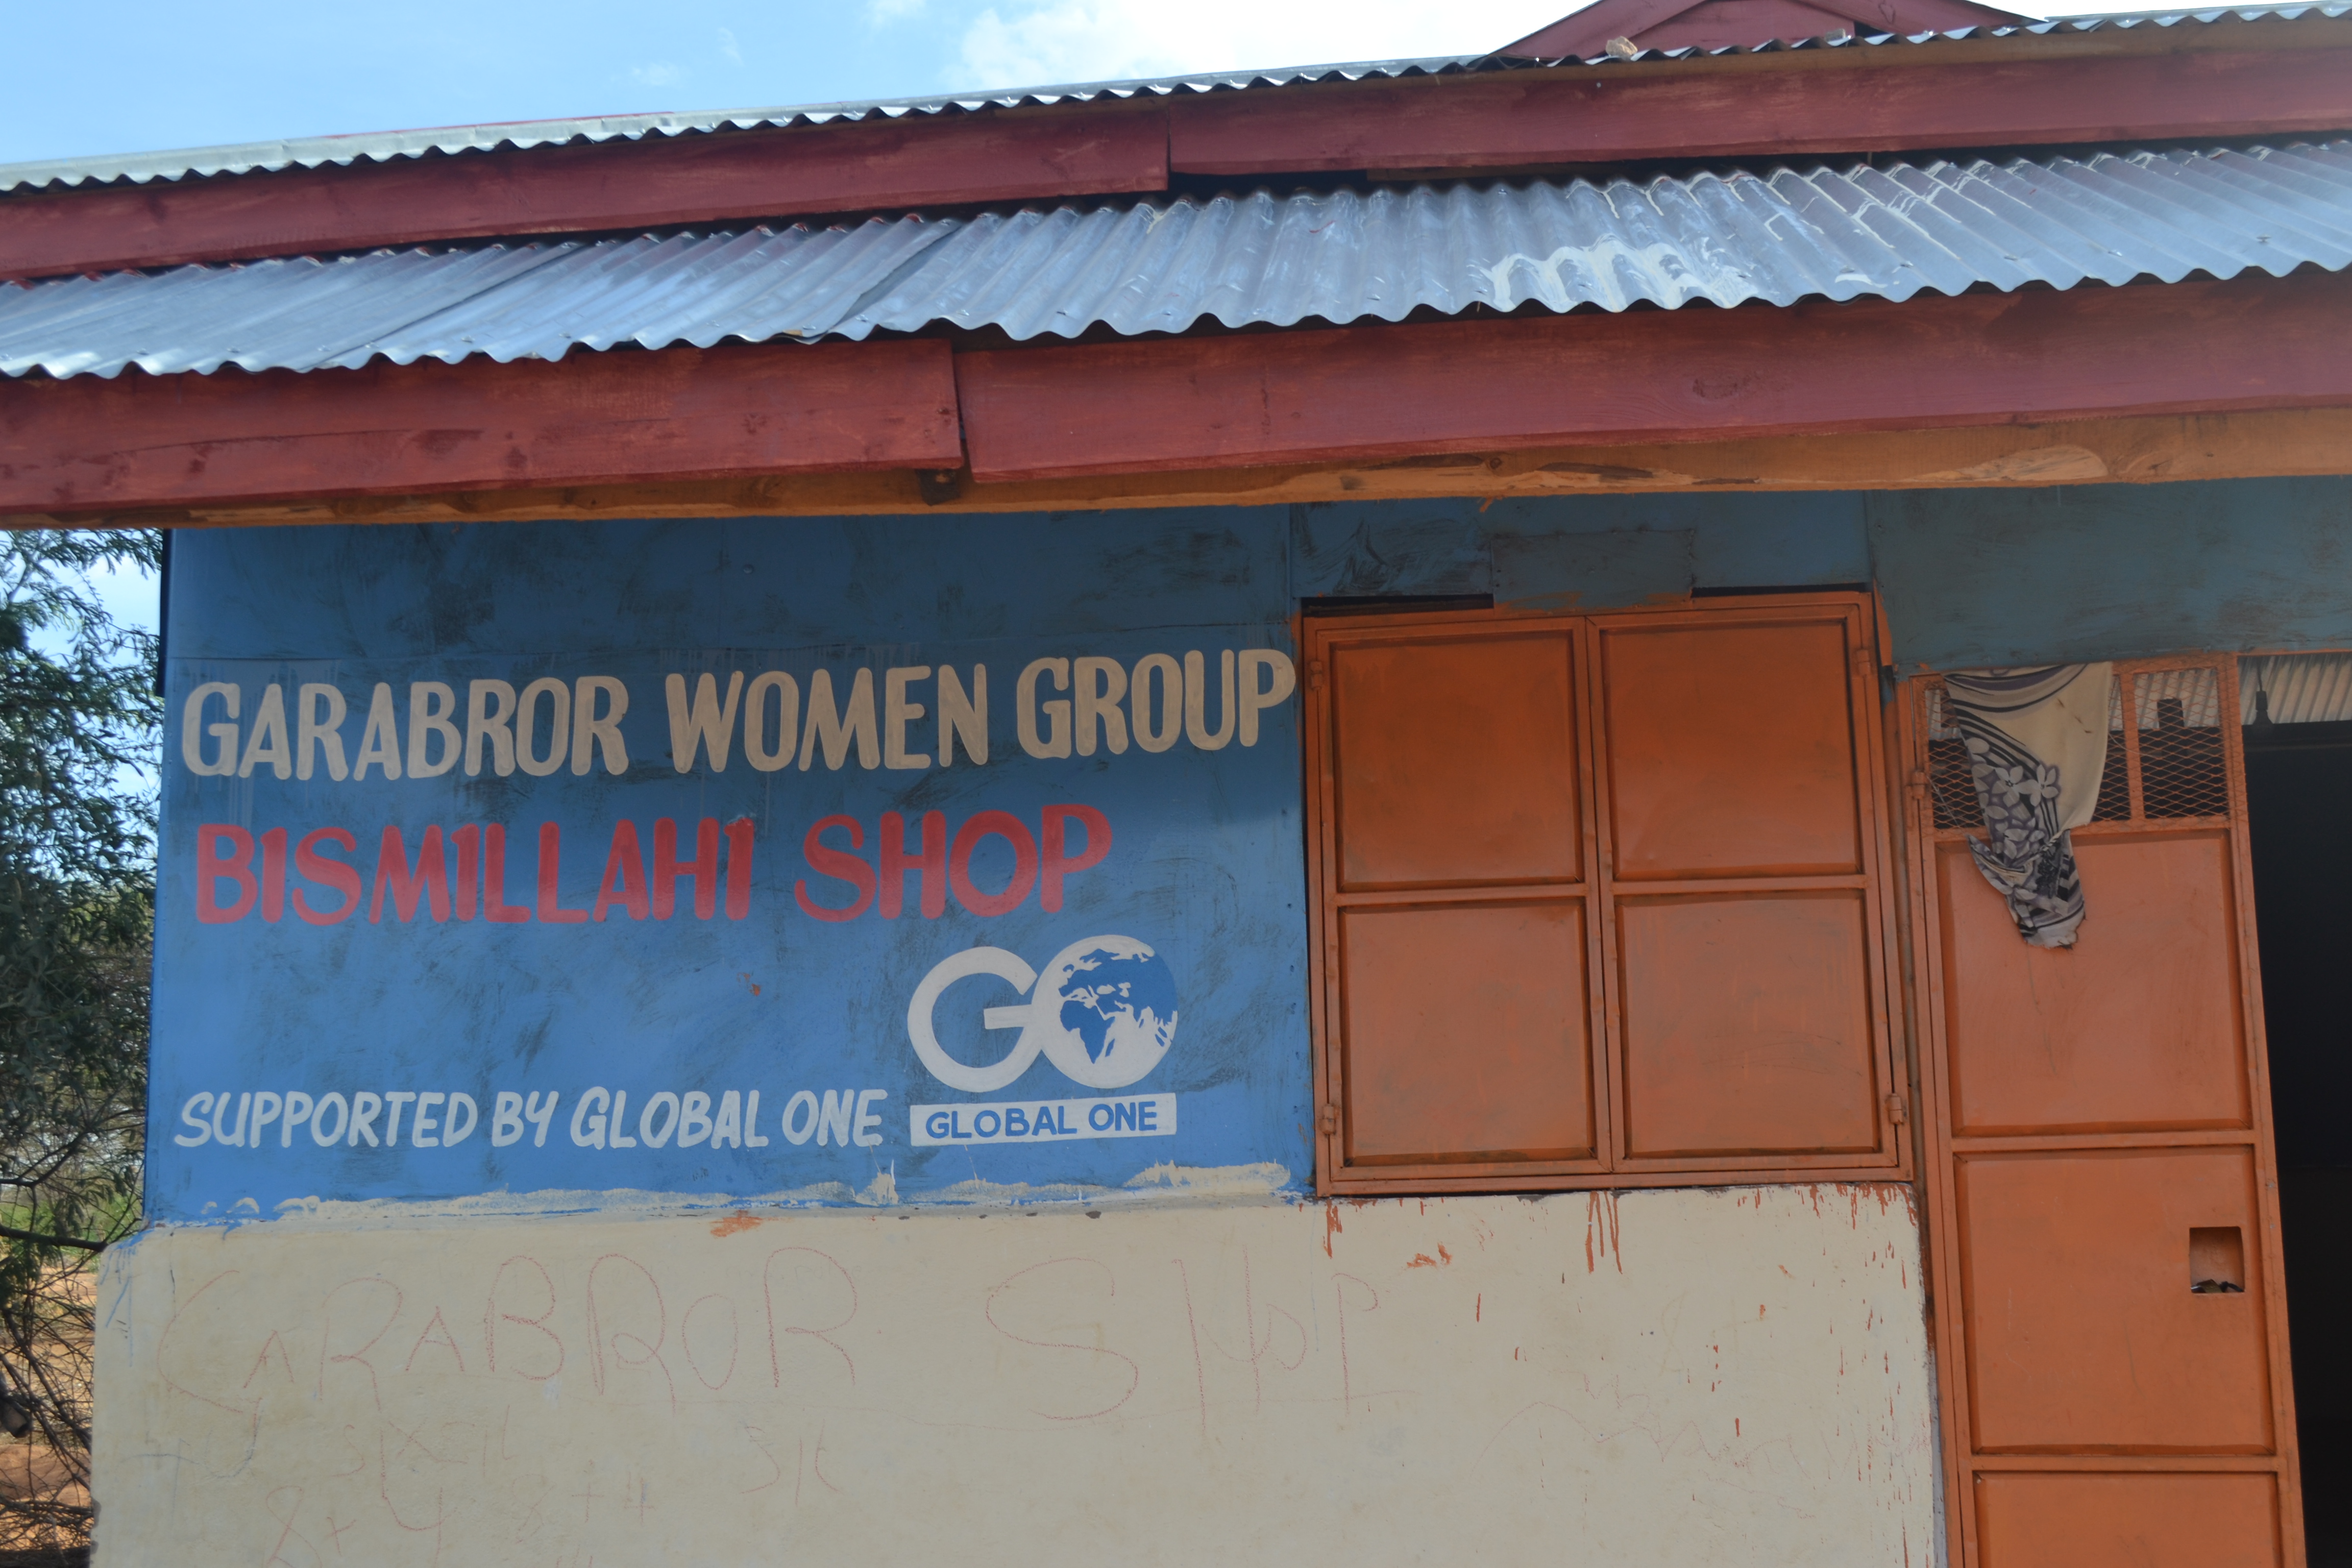 GARABROR WOMEN GROUP
BISMILLAHI SHOP
GO
SUPPORTED BY GLOBAL ONE
GLOBAL ONE
GARABROR SHOP